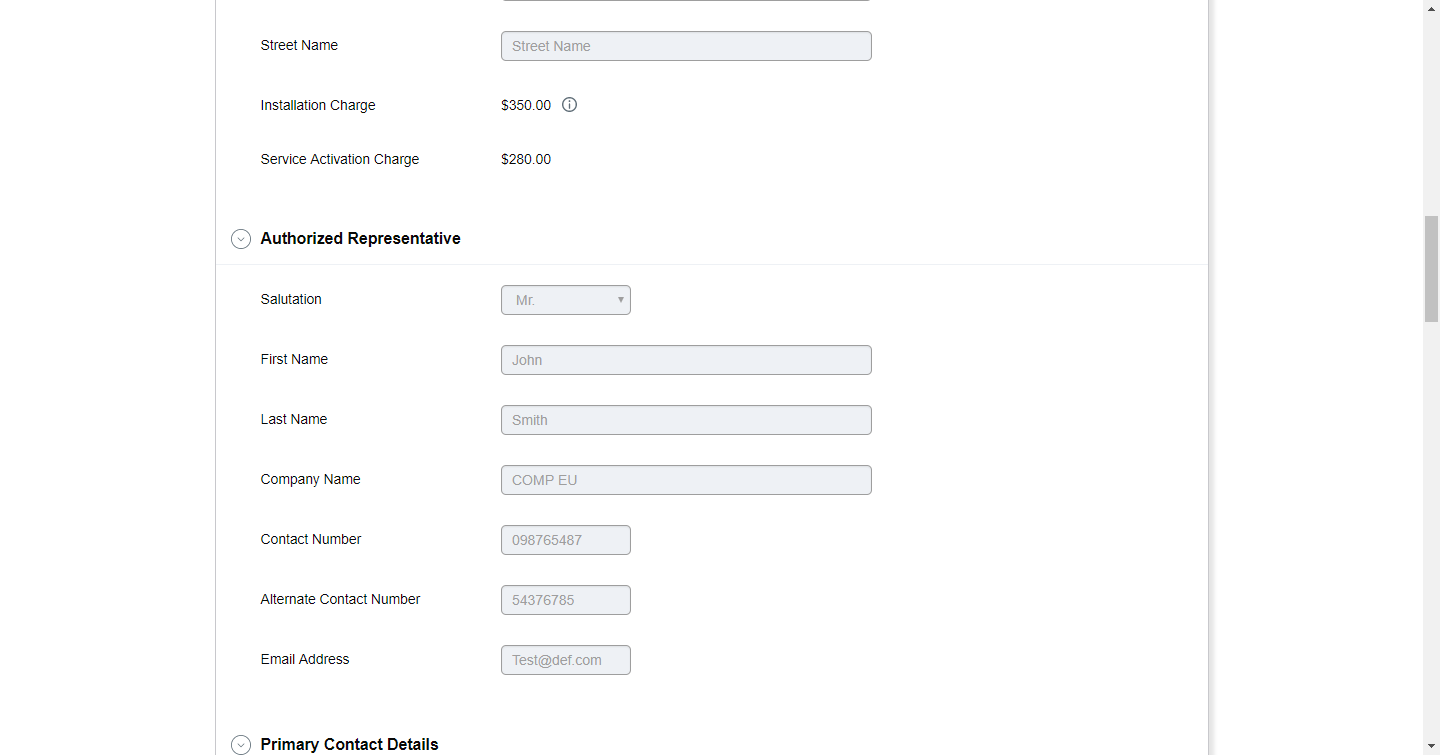 Street Name Street Name
Installation Charge $350.00
Service Activation Charge $280.00
Authorized Representative
Salutation Mr.
First Name John
Last Name Smith
Company Name COMP EU
Contact Number 098765487
Alternate Contact Number 54376785
Email Address Test@def.com
Primary Contact Details